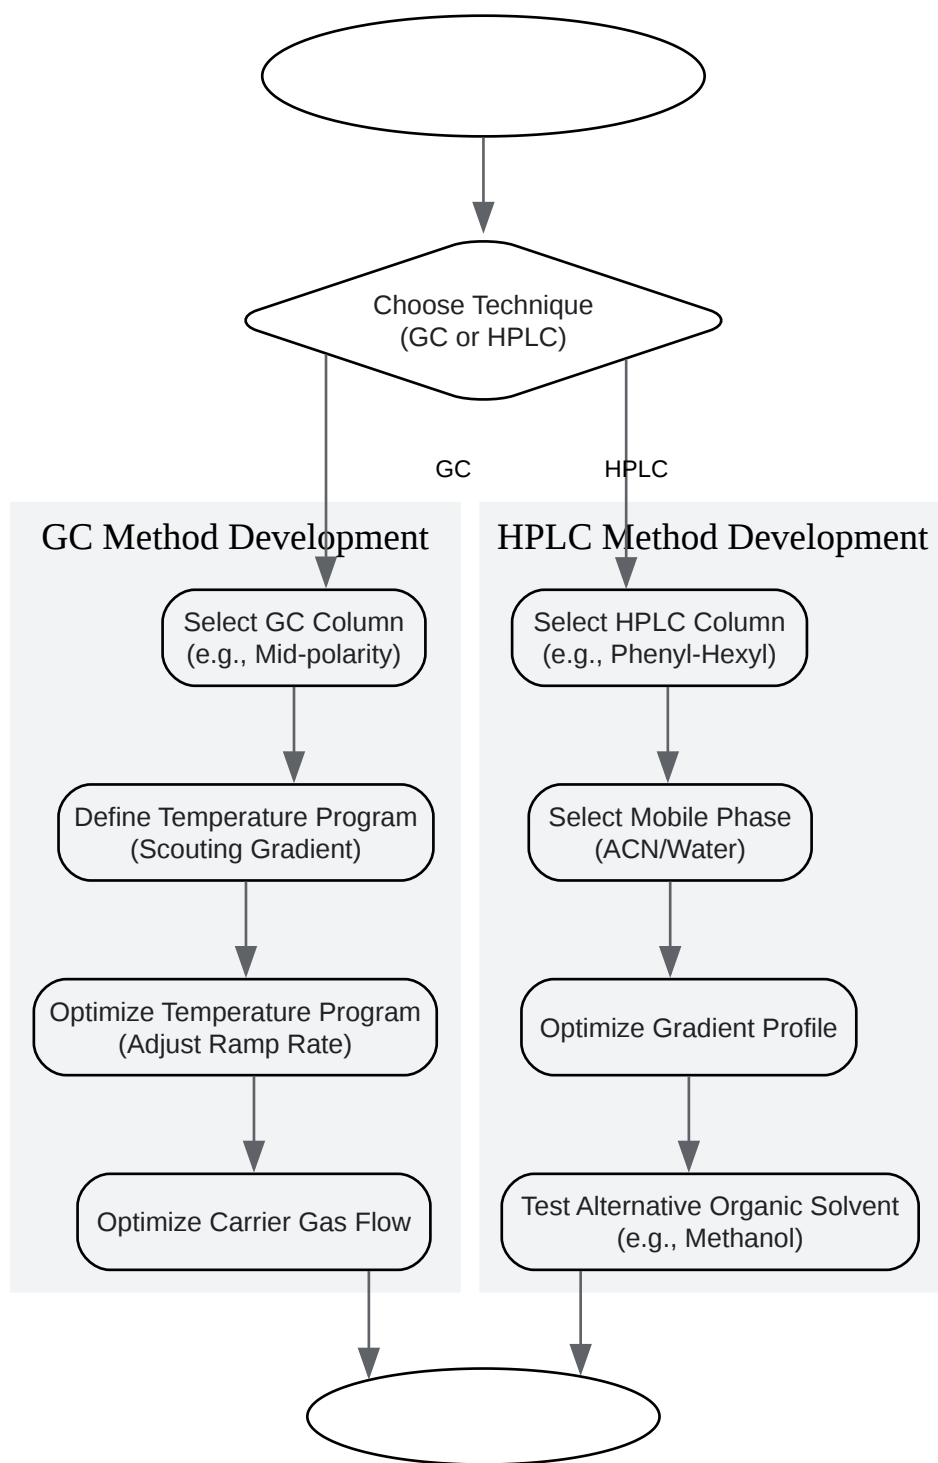 Choose Technique
(GC or HPLC)
GC
HPLC
GC Method Development
Select GC Column
(e.g., Mid-polarity)
Define Temperature Program
(Scouting Gradient)
Optimize Temperature Program
(Adjust Ramp Rate)
Optimize Carrier Gas Flow
HPLC Method Development
Select HPLC Column
(e.g., Phenyl-Hexyl)
Select Mobile Phase
(ACN/Water)
Optimize Gradient Profile
Test Alternative Organic Solvent
(e.g., Methanol)